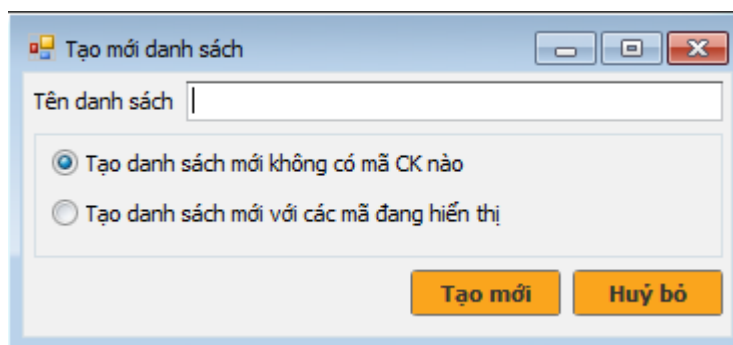 Tạo mới danh sách
Tên danh sách
Tạo danh sách mới không có mã CK nào
Tạo danh sách mới với các mã đang hiển thị
Tạo mới Huỷ bỏ